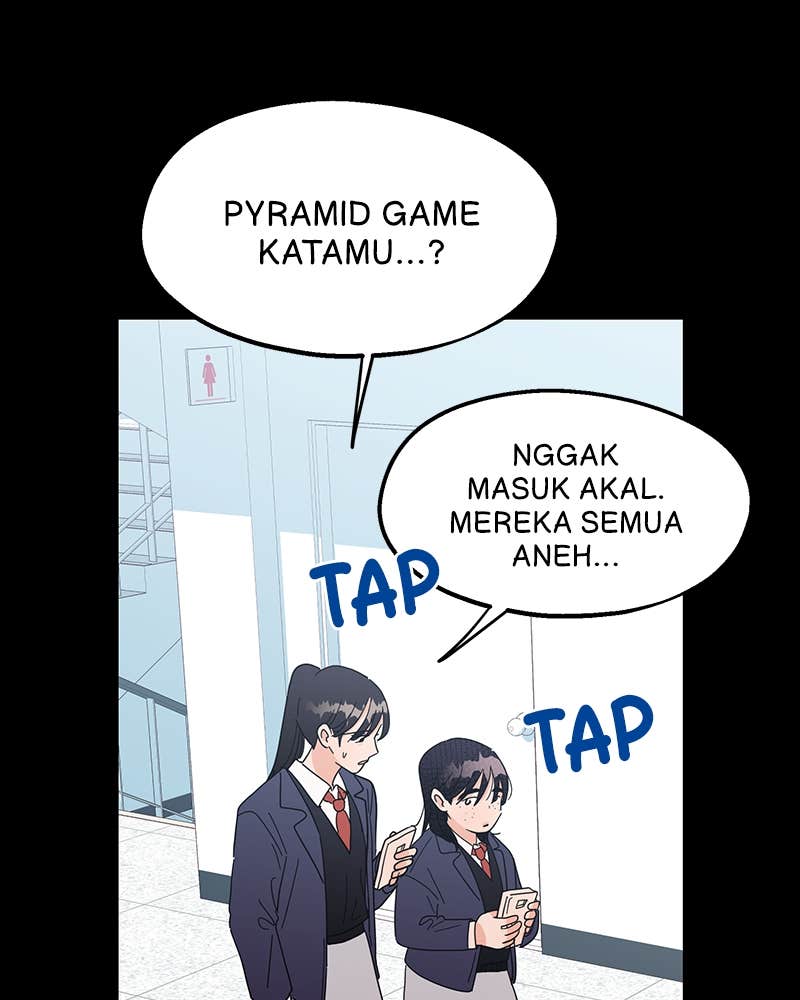 PYRAMID GAME
KATAMU...?
NGGAK
MASUK AKAL.
MEREKA SEMUA
ANEH...
TAP
TAP